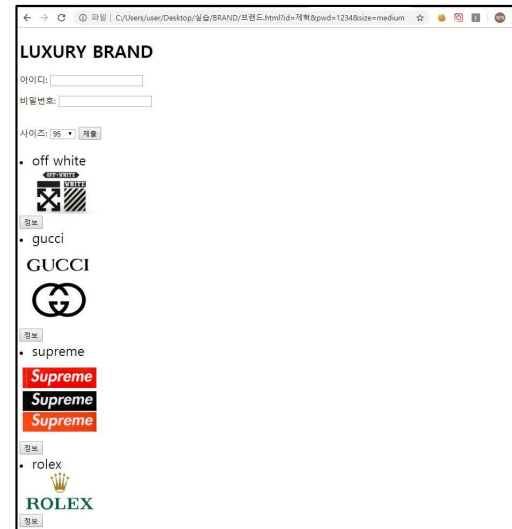 파일 | C:/Users/user/Desktop/실습/BRAND/브랜드.html?id=제혁&pwd=1234&size=medium
LUXURY BRAND
아이디:
비밀번호:
사이즈: 95 제출
off white
OFF-WHITE
WHITE
정보
gucci
GUCCI
정보
supreme
Supreme
Supreme
Supreme
정보
rolex
ROLEX
정보